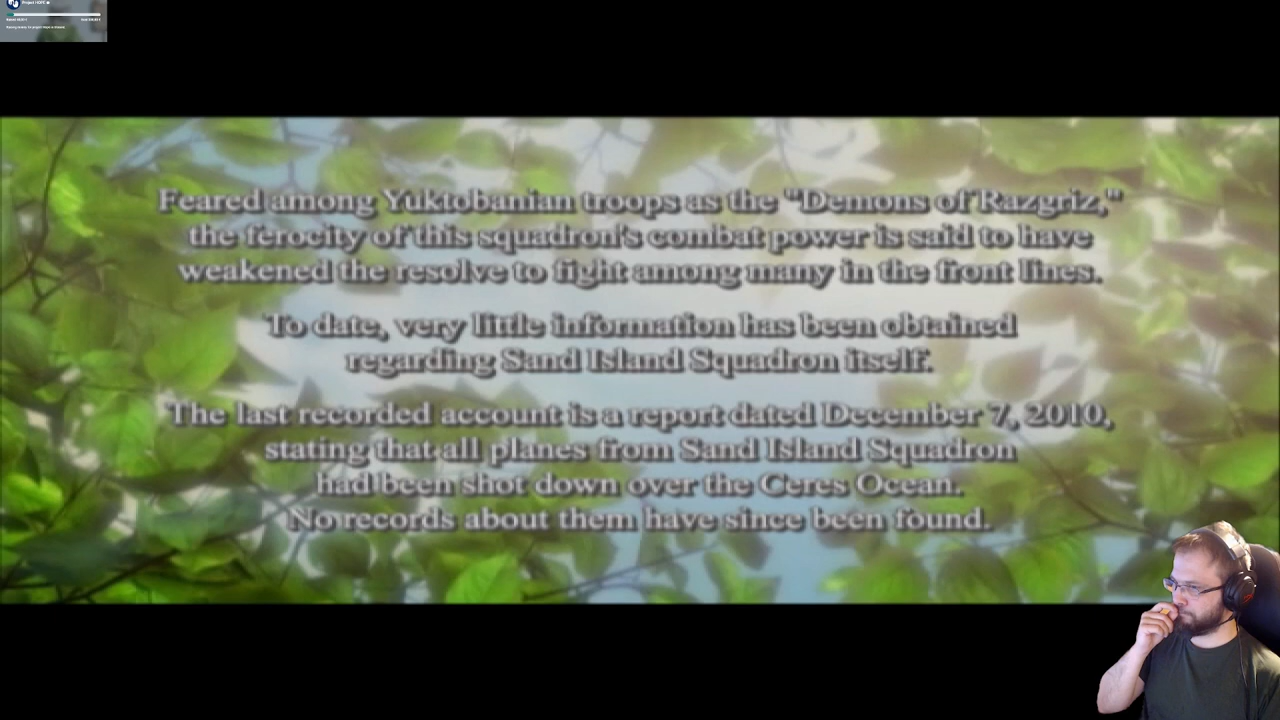 Project HOPE
Feared among Yuktobanian troops as the "Demons of Razgriz,"
the ferocity of this squadron's combat power is said to have
weakened the resolve to fight among many in the front lines.
To date, very little information has been obtained
regarding Sand Island Squadron itself.
The last recorded account is a report dated December 7, 2010,
stating that all planes from Sand Island Squadron
had been shot down over the Ceres Ocean.
No records about them have since been found.